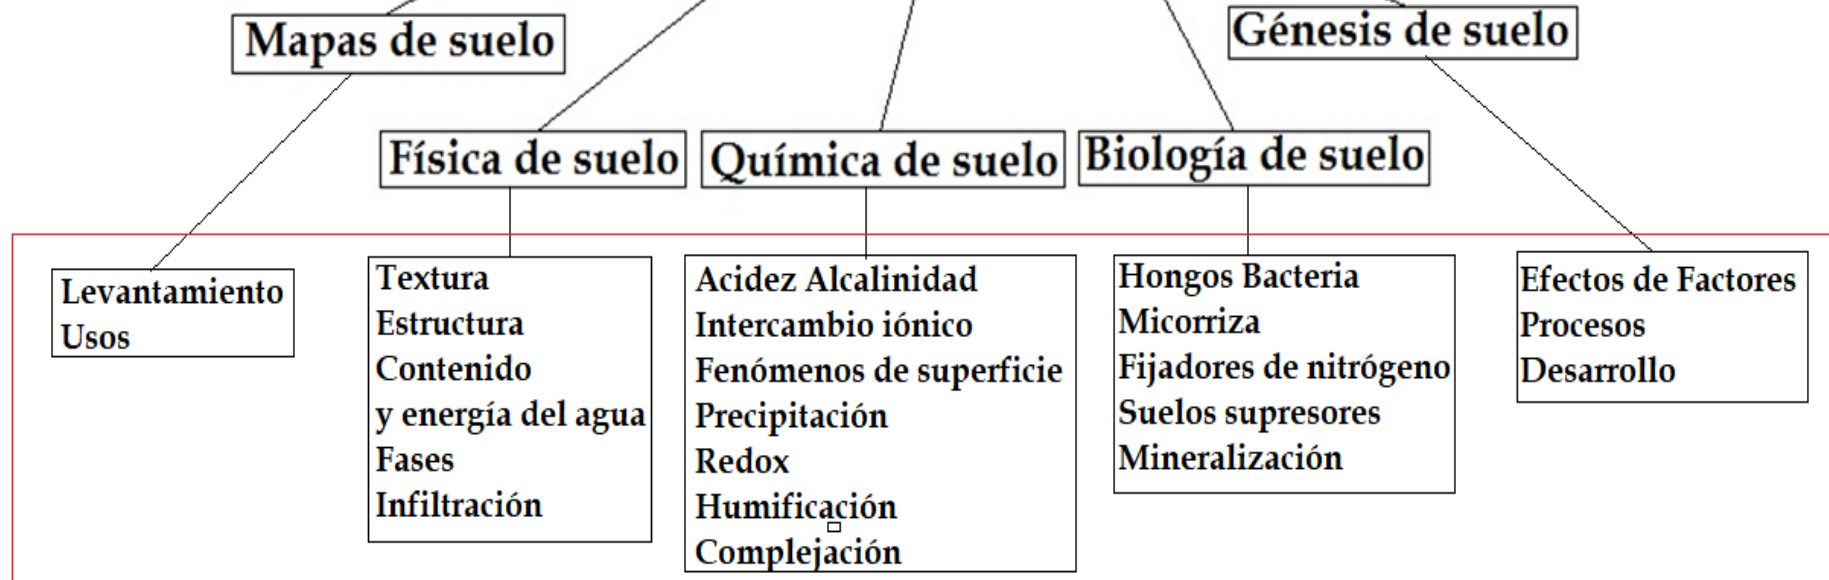 Mapas de suelo
Génesis de suelo
Física de suelo
Química de suelo
Biología de suelo
Levantamiento
Usos
Textura
Estructura
Contenido
y energía del agua
Fases
Infiltración
Acidez Alcalinidad
Intercambio iónico
Fenómenos de superficie
Precipitación
Redox
Humificación
Complejación
Hongos Bacteria
Micorriza
Fijadores de nitrógeno
Suelos supresores
Mineralización
Efectos de Factores
Procesos
Desarrollo